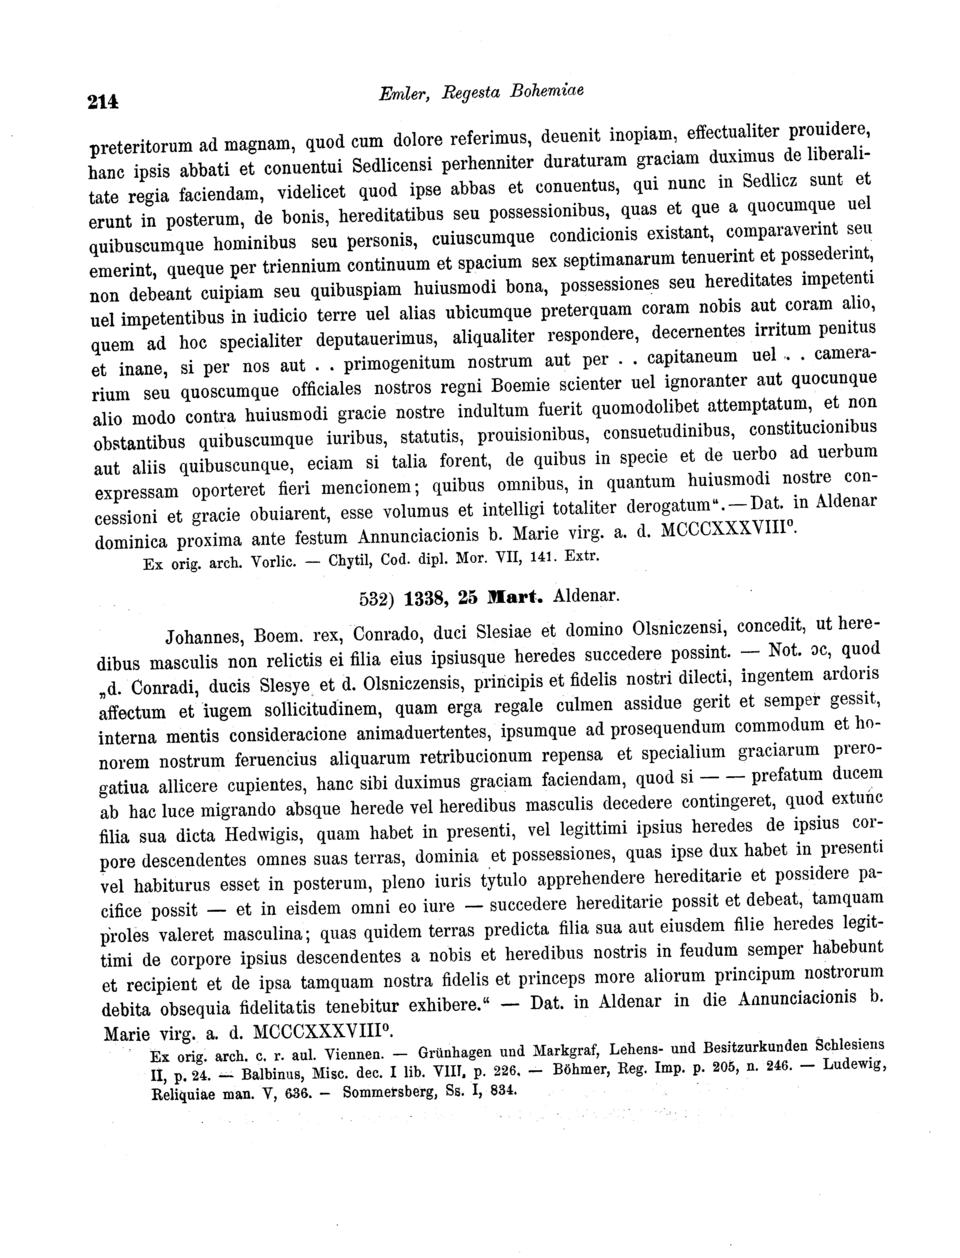 214
Emler, Regesta Bohemiae
preteritorum ad magnam, quod cum dolore referimus, deuenit inopiam, effectualiter prouidere,
hanc ipsis abbati et conuentui Sedlicensi perhenniter duraturam graciam duximus de liberali-
tate regia faciendam, videlicet quod ipse abbas et conuentus, qui nunc in Sedlicz sunt et
erunt in posterum, de bonis, hereditatibus seu possessionibus, quas et que a quocumque uel
quibuscumque hominibus seu personis, cuiuscumque condicionis existant, comparaverint seu
emerint, queque per triennium continuum et spacium sex septimanarum tenuerint et possederint,
non debeant cuipiam seu quibuspiam huiusmodi bona, possessiones seu hereditates impetenti
uel impetentibus in iudicio terre uel alias ubicumque preterquam coram nobis aut coram alio,
quem ad hoc specialiter deputauerimus, aliqualiter respondere, decernentes irritum penitus
et inane, si per nos aut . . primogenitum nostrum aut per . . capitaneum uel . . camera-
rium seu quoscumque officiales nostros regni Boemie scienter uel ignoranter aut quocunque
alio modo contra huiusmodi gracie nostre indultum fuerit quomodolibet attemptatum, et non
obstantibus quibuscumque iuribus, statutis, prouisionibus, consuetudinibus, constitucionibus
aut aliis quibuscunque, eciam si talia forent, de quibus in specie et de uerbo ad uerbum
expressam oporteret fieri mencionem; quibus omnibus, in quantum huiusmodi nostre con-
cessioni et gracie obuiarent, esse volumus et intelligi totaliter derogatum“. — Dat. in Aldenar
dominica proxima ante festum Annunciacionis b. Marie virg. a. d. MCCCXXXVIII⁰.
Ex orig. arch. Vorlic. — Chytil, Cod. dipl. Mor. VII, 141. Extr.
532) 1338, 25 Mart. Aldenar.
Johannes, Boem. rex, Conrado, duci Slesiae et domino Olsniczensi, concedit, ut here-
dibus masculis non relictis ei filia eius ipsiusque heredes succedere possint. — Not. ɔc, quod
„d. Conradi, ducis Slesye et d. Olsniczensis, principis et fidelis nostri dilecti, ingentem ardoris
affectum et iugem sollicitudinem, quam erga regale culmen assidue gerit et semper gessit,
interna mentis consideracione animaduertentes, ipsumque ad prosequendum commodum et ho-
norem nostrum feruencius aliquarum retribucionum repensa et specialium graciarum prero-
gatiua allicere cupientes, hanc sibi duximus graciam faciendam, quod si — — prefatum ducem
ab hac luce migrando absque herede vel heredibus masculis decedere contingeret, quod extunc
filia sua dicta Hedwigis, quam habet in presenti, vel legittimi ipsius heredes de ipsius cor-
pore descendentes omnes suas terras, dominia et possessiones, quas ipse dux habet in presenti
vel habiturus esset in posterum, pleno iuris tytulo apprehendere hereditarie et possidere pa-
cifice possit — et in eisdem omni eo iure — succedere hereditarie possit et debeat, tamquam
proles valeret masculina; quas quidem terras predicta filia sua aut eiusdem filie heredes legit-
timi de corpore ipsius descendentes a nobis et heredibus nostris in feudum semper habebunt
et recipient et de ipsa tamquam nostra fidelis et princeps more aliorum principum nostrorum
debita obsequia fidelitatis tenebitur exhibere.“ — Dat. in Aldenar in die Annunciacionis b.
Marie virg. a. d. MCCCXXXVIII⁰.
Ex orig. arch. c. r. aul. Viennen. — Grünhagen und Markgraf, Lehens- und Besitzurkunden Schlesiens
II, p. 24. — Balbinus, Misc. dec. I lib. VIII, p. 226. — Böhmer, Reg. Imp. p. 205, n. 246. — Ludewig,
Reliquiae man. V, 636. — Sommersberg, Ss. I, 834.